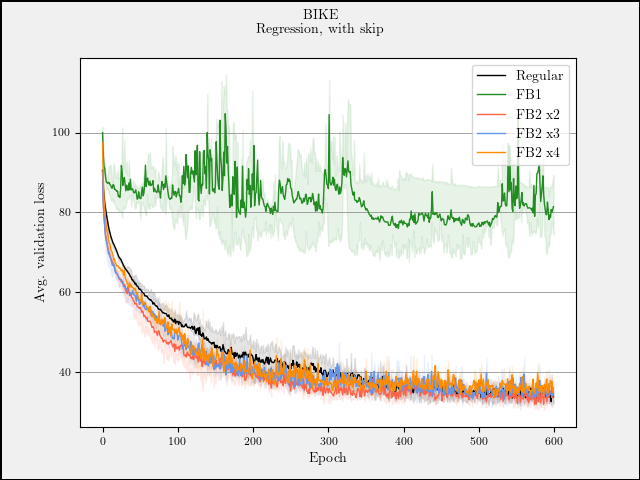 BIKE
Regression, with skip
Regular
FB1
FB2 x2
FB2 x3
FB2 x4
Avg. validation loss
100
80
60
40
0 100 200 300 400 500 600
Epoch